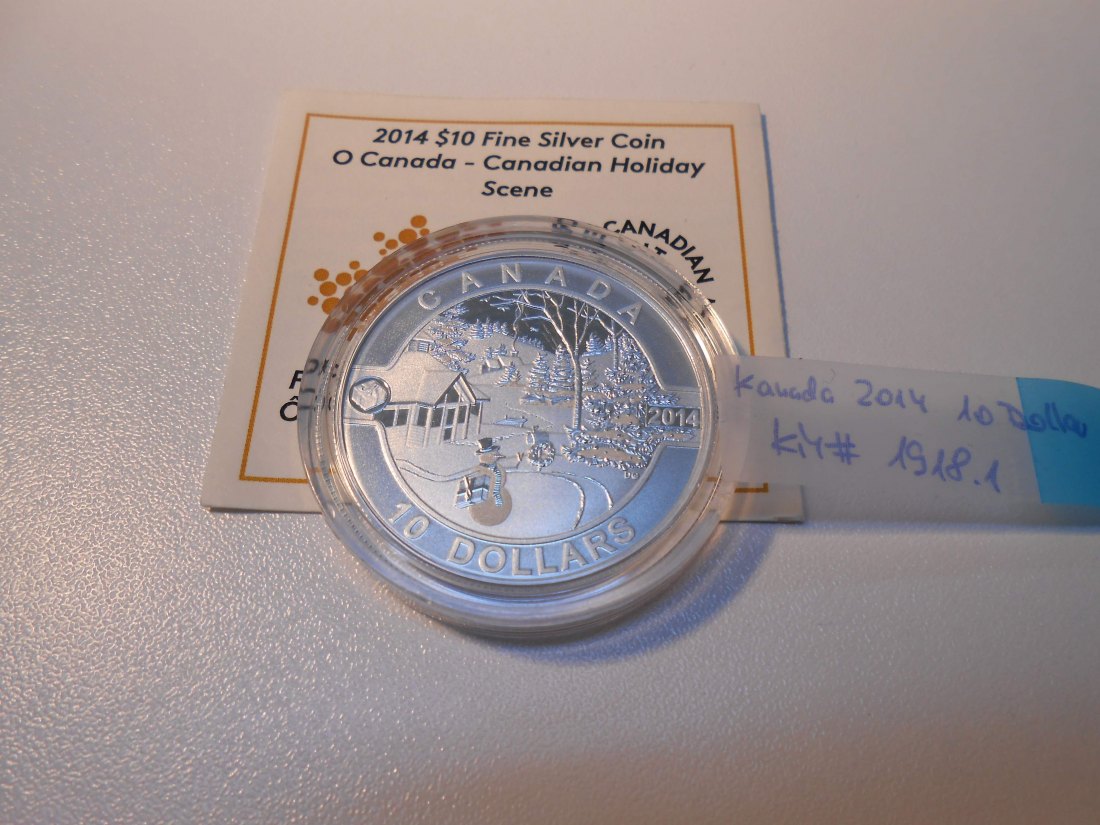 2014 $10 Fine Silver Coin
O Canada – Canadian Holiday
Scene
CANADIAN
CANADA
2014
DG
10 DOLLARS
Kanada 2014 10 Dollar
KM# 1918.1